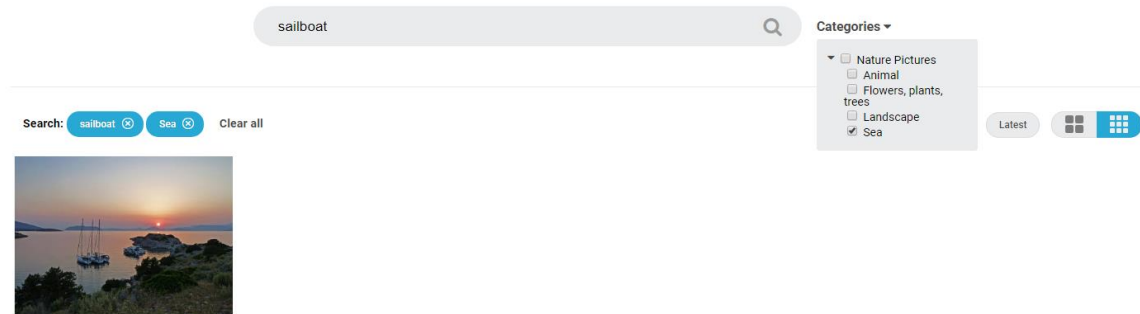 sailboat
Categories
Nature Pictures
Animal
Flowers, plants,
trees
Landscape
Sea
Search: sailboat Sea Clear all
Latest